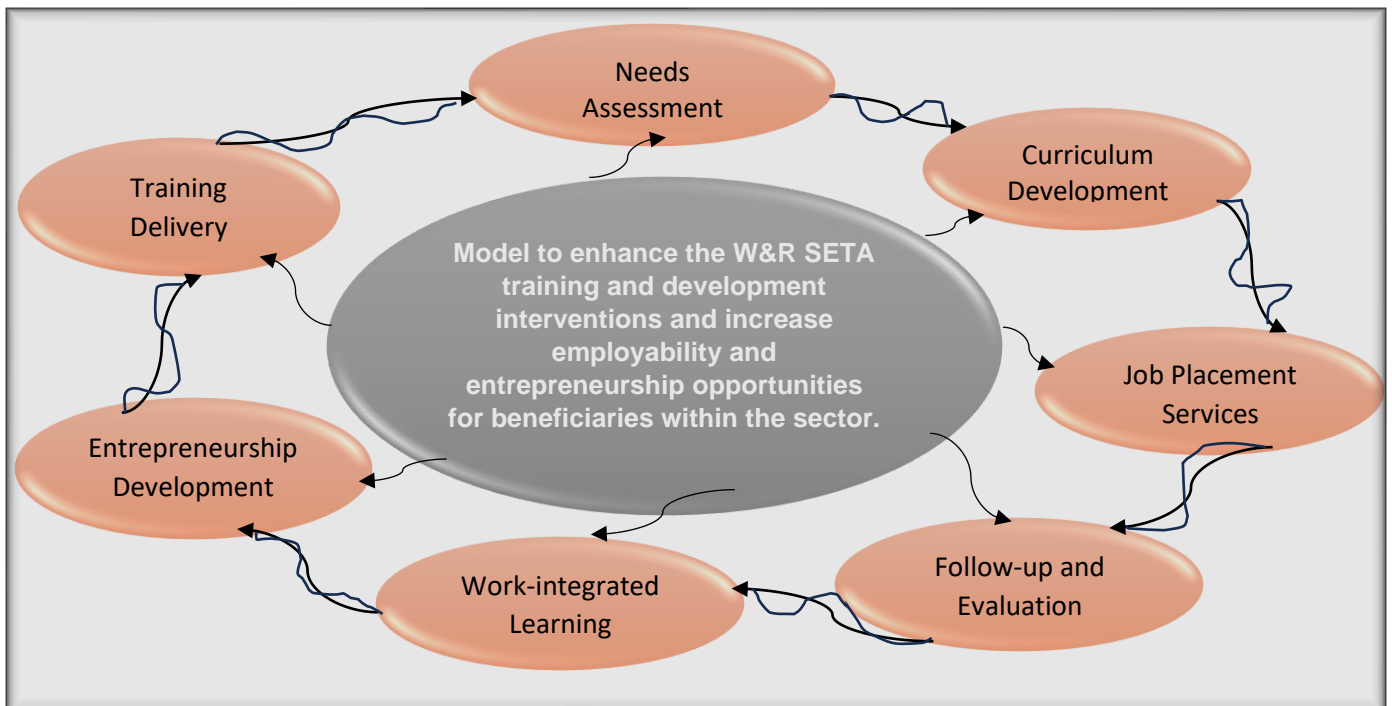 Needs
Assessment
Curriculum
Development
Training
Delivery
Model to enhance the W&R SETA
training and development
interventions and increase
employability and
entrepreneurship opportunities
for beneficiaries within the sector.
Job Placement
Services
Entrepreneurship
Development
Follow-up and
Evaluation
Work-integrated
Learning